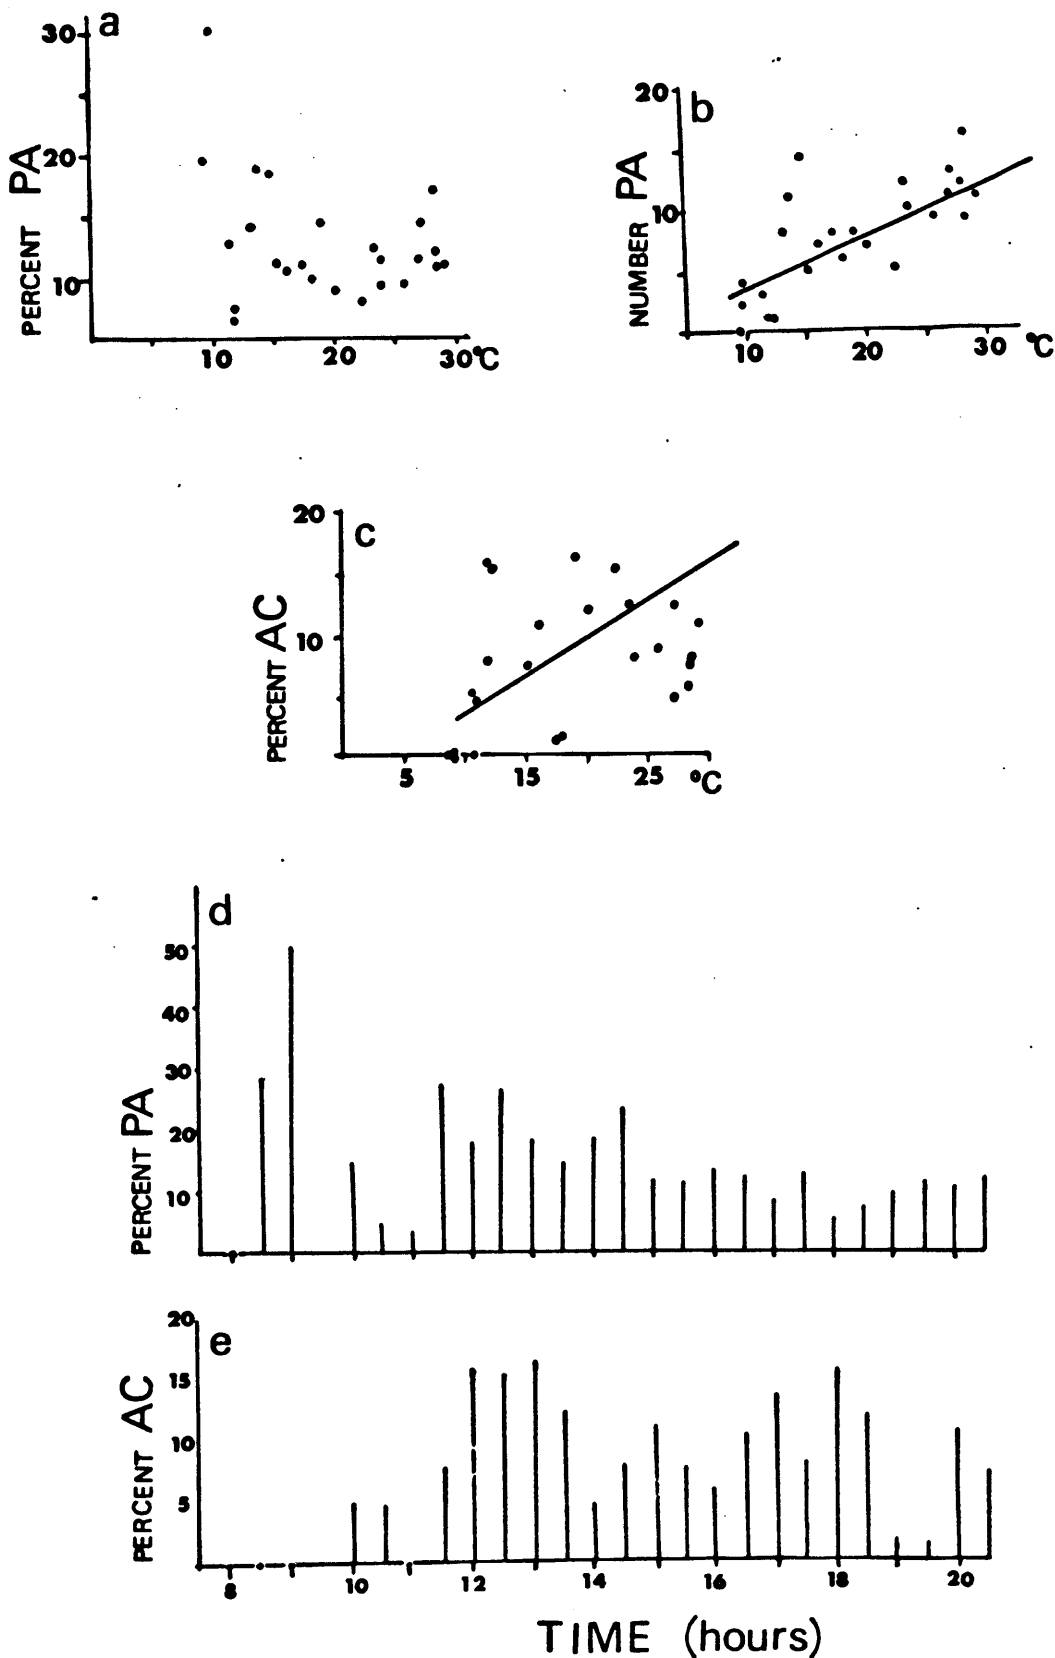 a
30
20
10
PERCENT PA
10 20 30°C
b
20
10
NUMBER PA
10 20 30 °C
c
20
10
PERCENT AC
5 15 25 °C
d
50
40
30
20
10
PERCENT PA
e
20
15
10
5
PERCENT AC
8 10 12 14 16 18 20
TIME (hours)